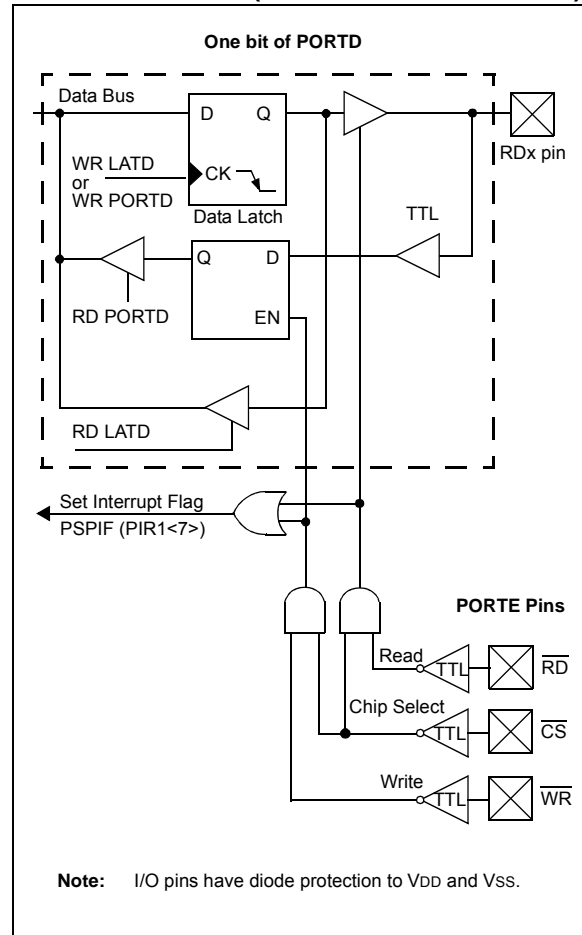 One bit of PORTD
Data Bus
D Q
RDx pin
WR LATD
or
WR PORTD
CK
Data Latch
TTL
Q D
RD PORTD
EN
RD LATD
Set Interrupt Flag
PSPIF (PIR1<7>)
PORTE Pins
Read
TTL
RD
Chip Select
TTL
CS
Write
TTL
WR
Note: I/O pins have diode protection to VDD and VSS.